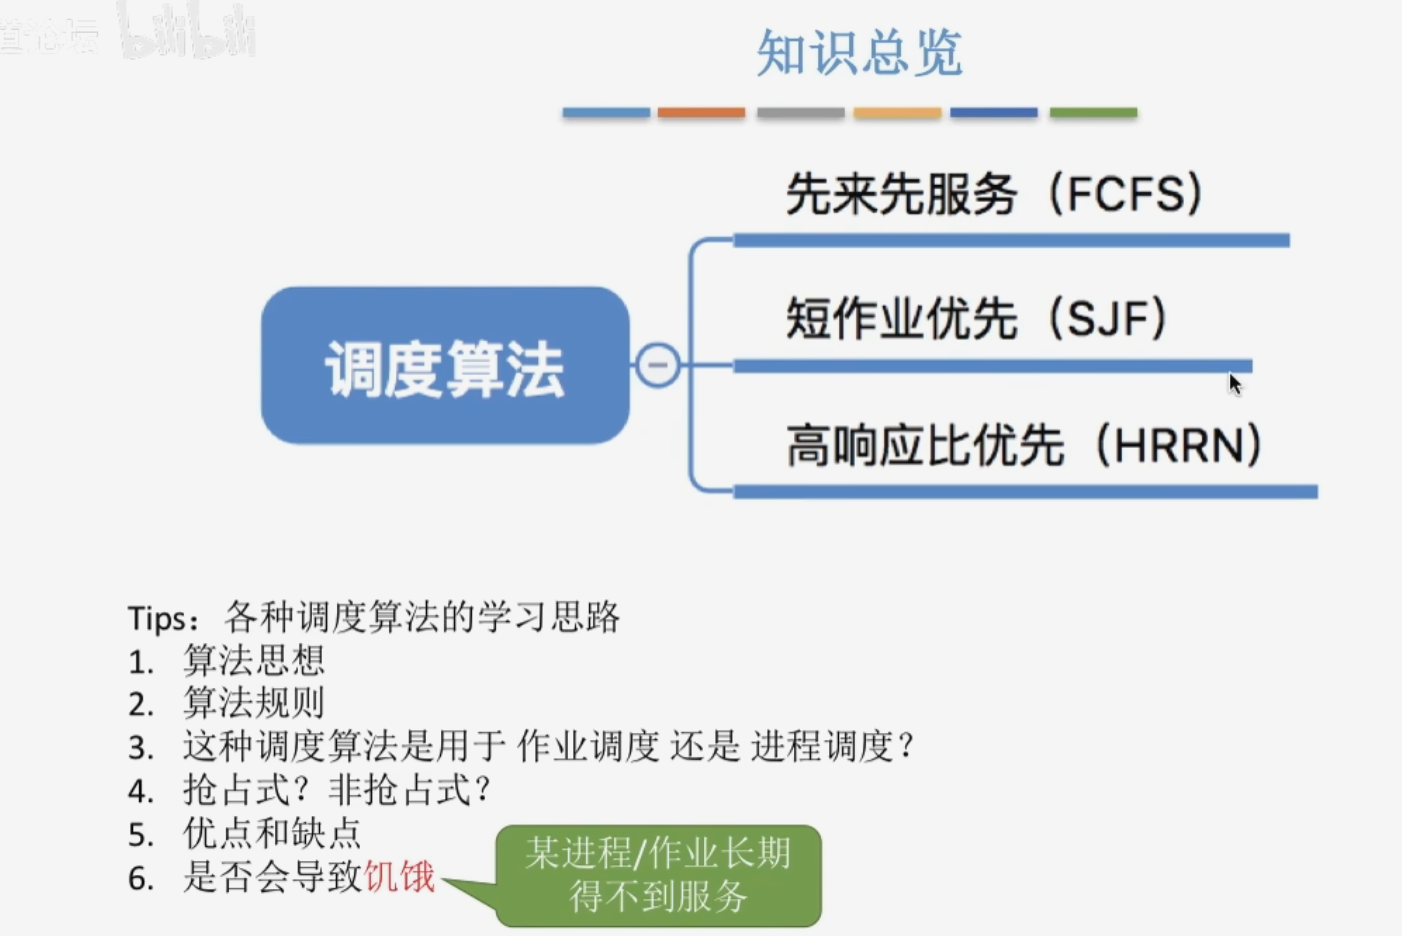 道论坛 bilibili
知识总览
先来先服务（FCFS）
短作业优先（SJF）
调度算法
高响应比优先（HRRN）
Tips：各种调度算法的学习思路
1. 算法思想
2. 算法规则
3. 这种调度算法是用于 作业调度 还是 进程调度？
4. 抢占式？非抢占式？
5. 优点和缺点
6. 是否会导致饥饿
某进程/作业长期
得不到服务